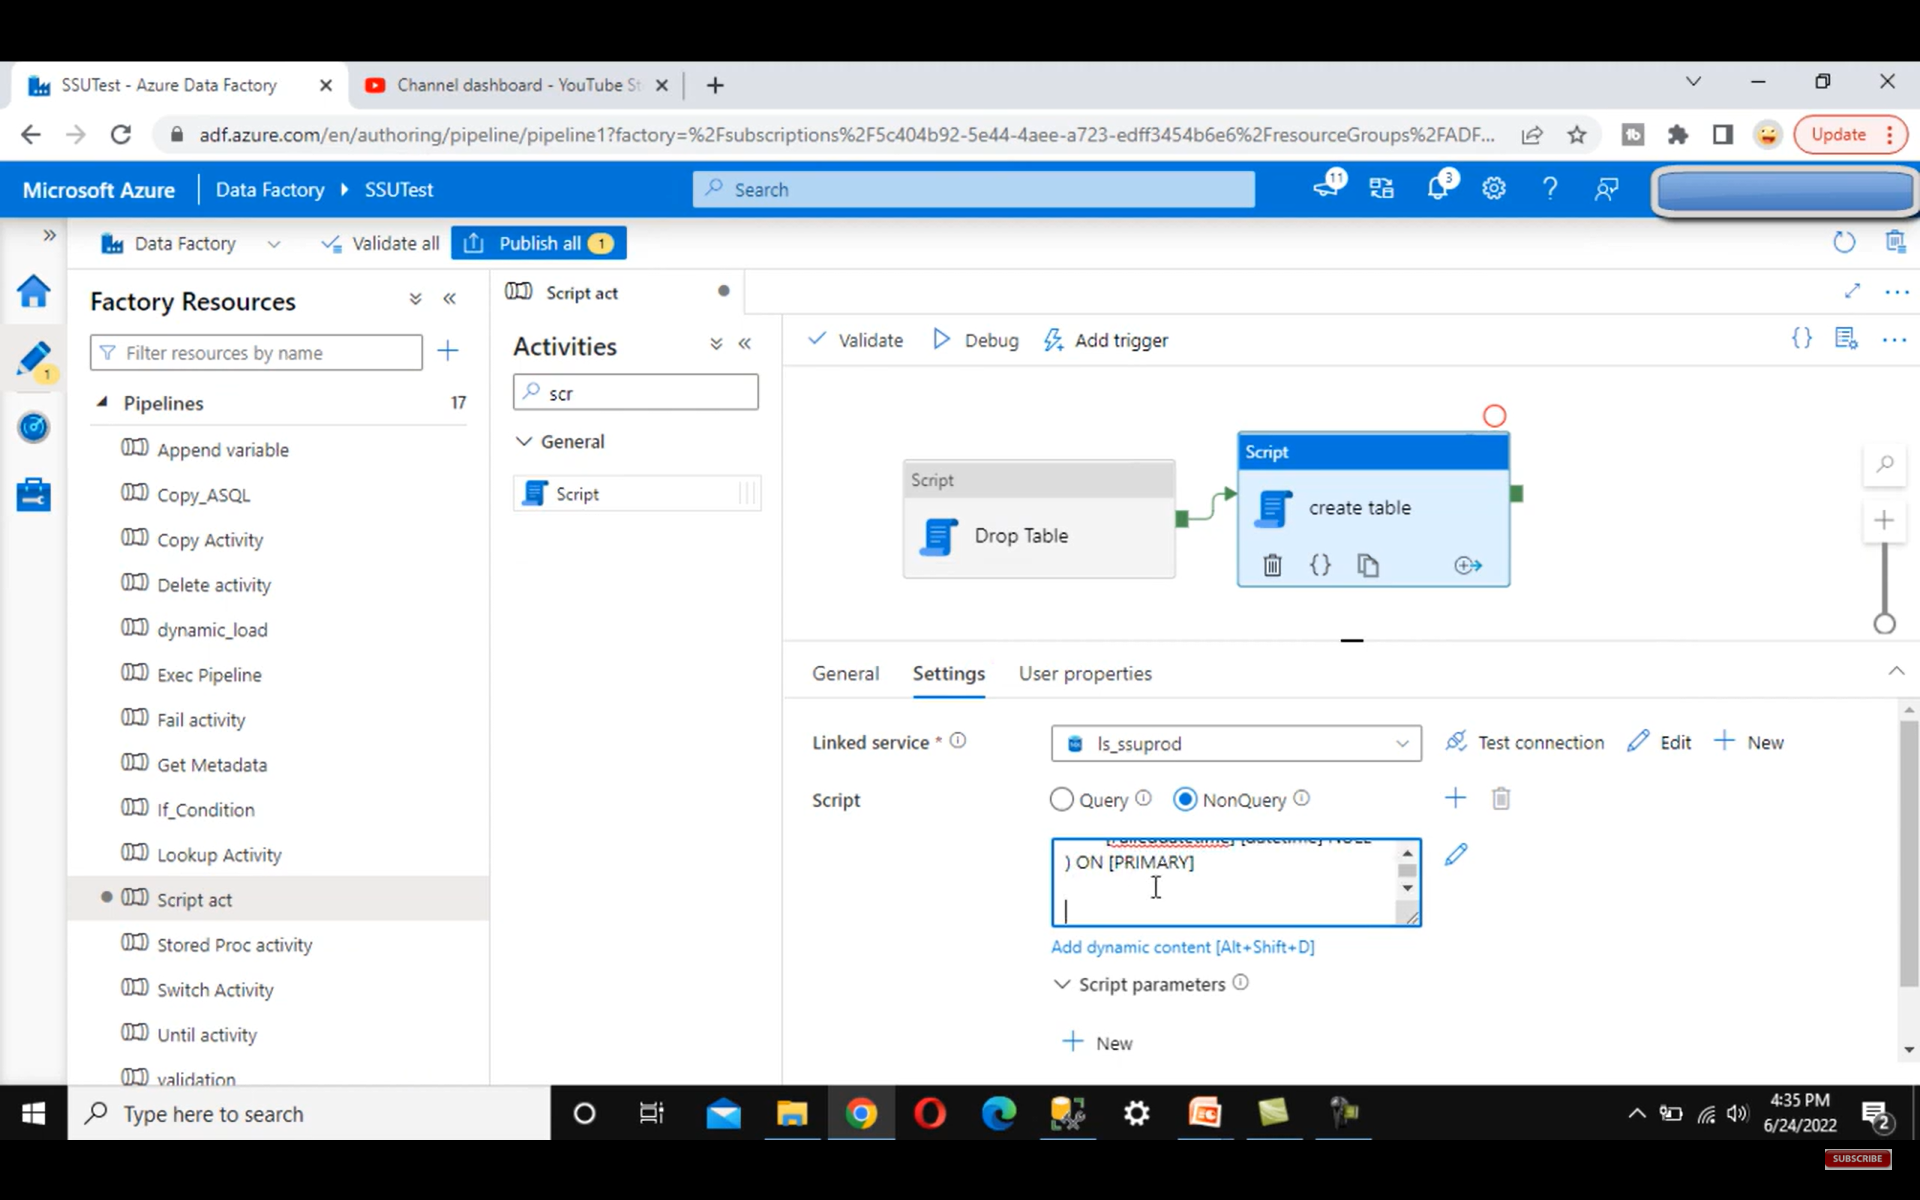 SSUTest - Azure Data Factory
Channel dashboard - YouTube St
adf.azure.com/en/authoring/pipeline/pipeline1?factory=%2Fsubscriptions%2F5c404b92-5e44-4aee-a723-edff3454b6e6%2FresourceGroups%2FADF...
Update
Microsoft Azure
Data Factory
SSUTest
Search
11
3
Data Factory
Validate all
Publish all
1
1
Factory Resources
Filter resources by name
Pipelines
17
Append variable
Copy_ASQL
Copy Activity
Delete activity
dynamic_load
Exec Pipeline
Fail activity
Get Metadata
If_Condition
Lookup Activity
Script act
Stored Proc activity
Switch Activity
Until activity
validation
Script act
Activities
scr
General
Script
Validate
Debug
Add trigger
Script
Drop Table
Script
create table
General
Settings
User properties
Linked service *
ls_ssuprod
Test connection
Edit
New
Script
Query
NonQuery
) ON [PRIMARY]
Add dynamic content [Alt+Shift+D]
Script parameters
New
Type here to search
4:35 PM
6/24/2022
2
SUBSCRIBE